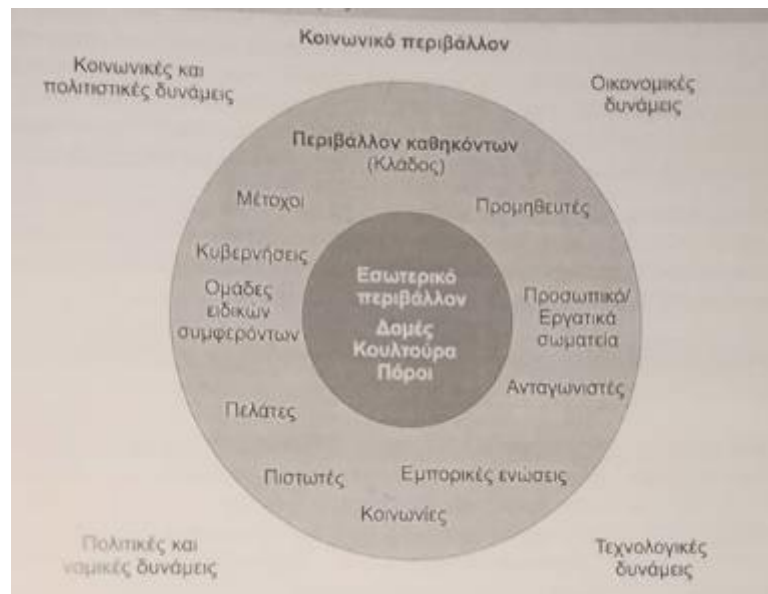 Κοινωνικό περιβάλλον
Κοινωνικές και
πολιτιστικές δυνάμεις
Οικονομικές
δυνάμεις
Περιβάλλον καθηκόντων
(Κλάδος)
Μέτοχοι
Προμηθευτές
Κυβερνήσεις
Ομάδες
ειδικών
συμφερόντων
Εσωτερικό
περιβάλλον
Δομές
Κουλτούρα
Πόροι
Προσωπικό/
Εργατικά
σωματεία
Ανταγωνιστές
Πελάτες
Πιστωτές
Εμπορικές ενώσεις
Κοινωνίες
Πολιτικές και
νομικές δυνάμεις
Τεχνολογικές
δυνάμεις